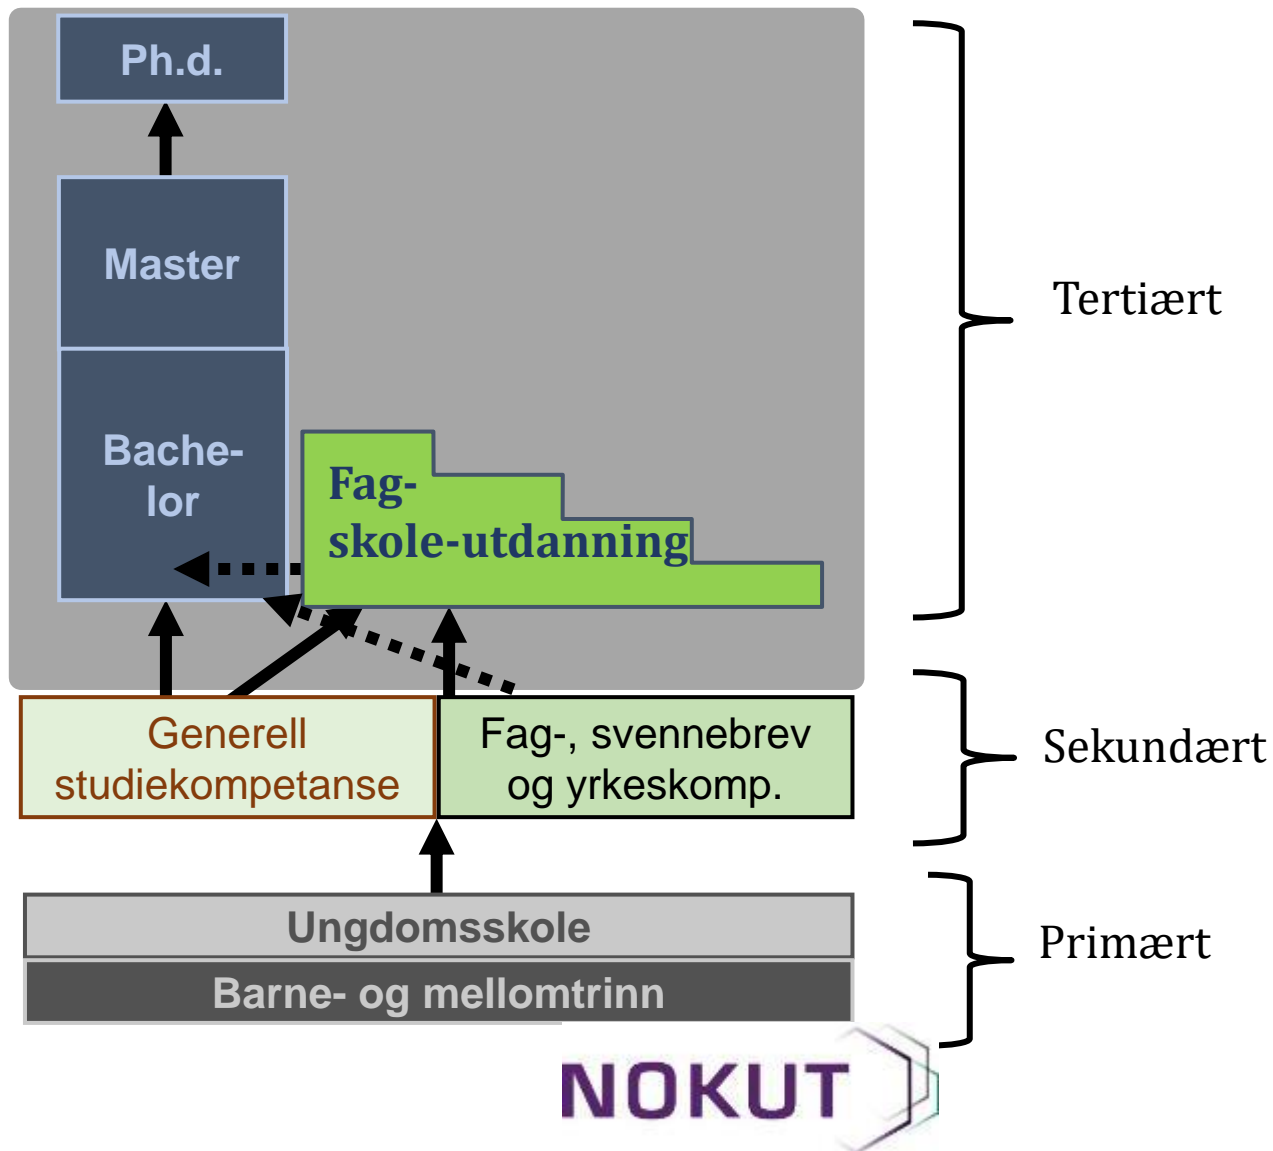 Ph.d.
Master
Bache-
lor
Fag-
skole-utdanning
Tertiært
Generell
studiekompetanse
Fag-, svennebrev
og yrkeskomp.
Sekundært
Ungdomsskole
Barne- og mellomtrinn
Primært
NOKUT